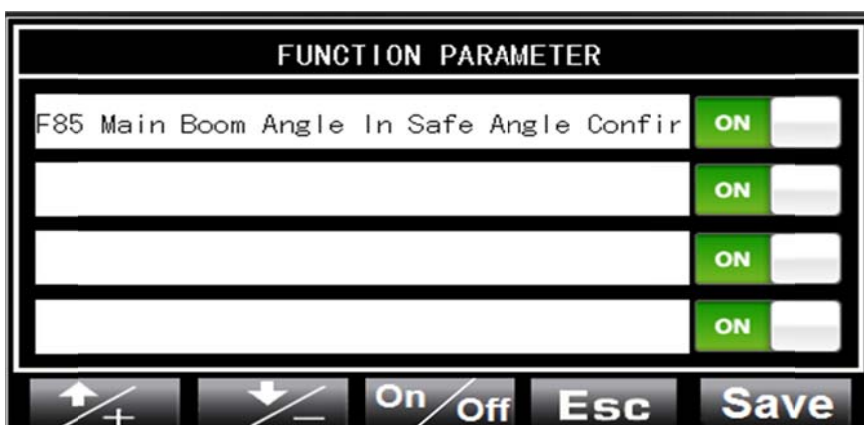 FUNCTION PARAMETER
F85 Main Boom Angle In Safe Angle Confir ON
ON
ON
ON
/+ /- On/Off Esc Save